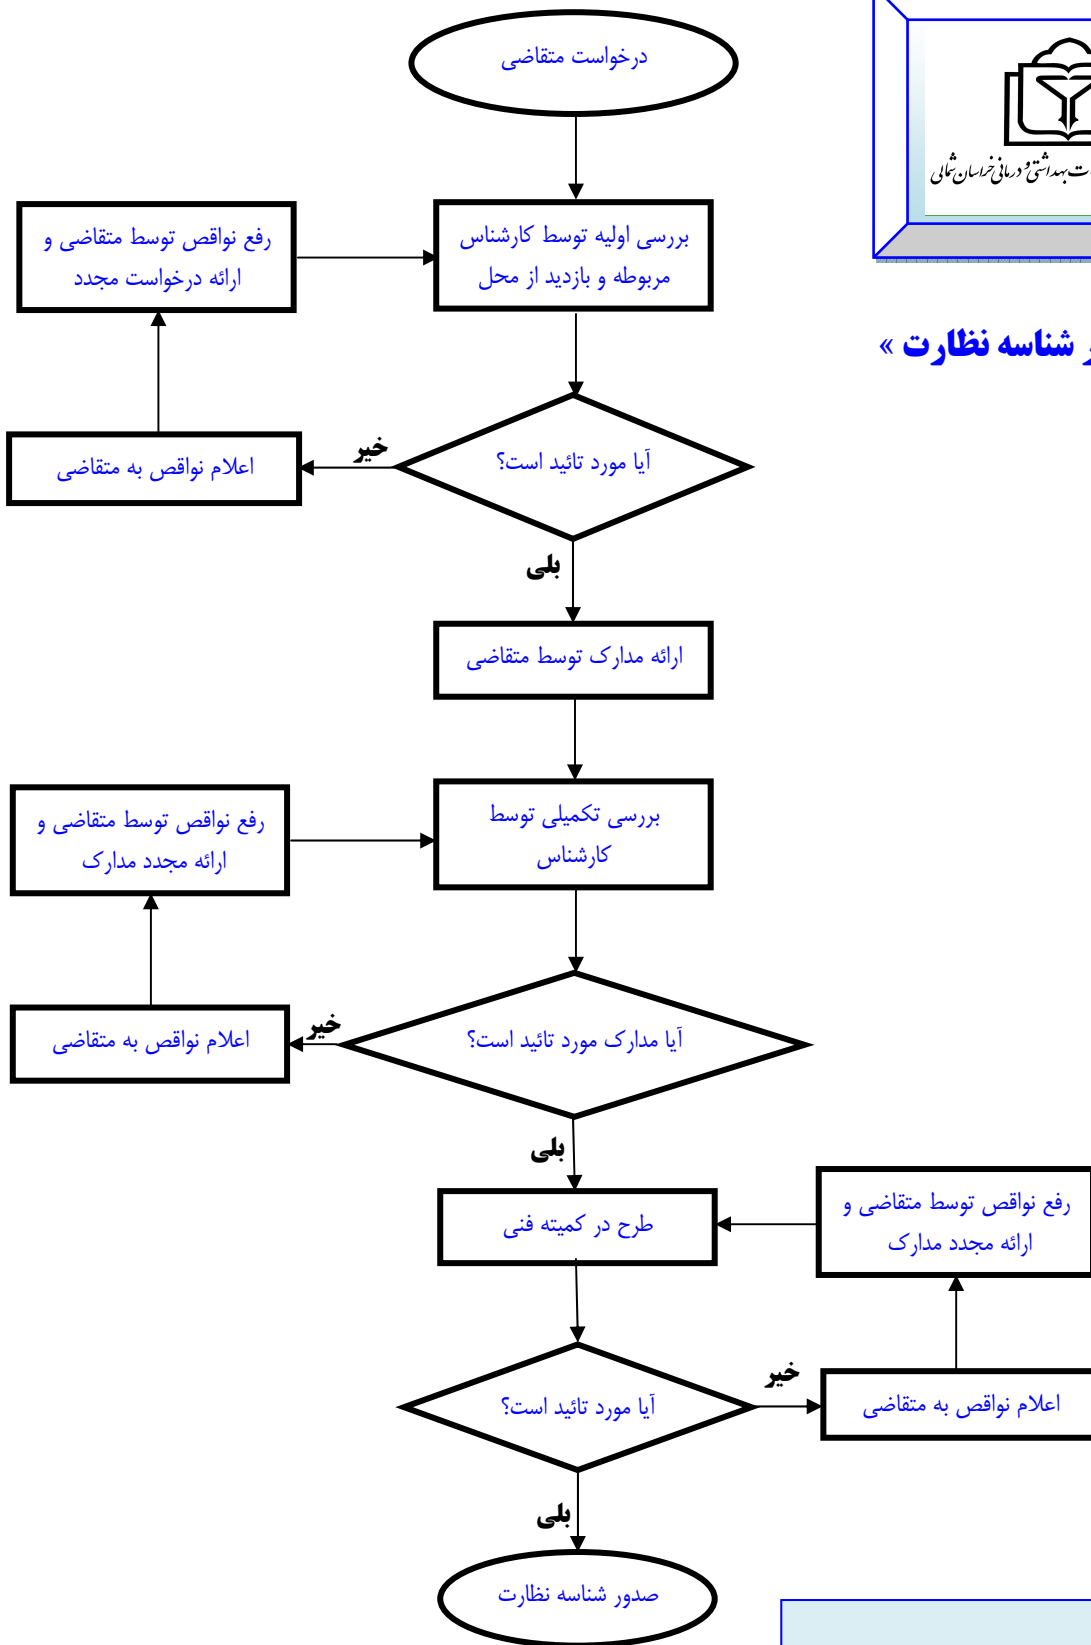 درخواست متقاضی
بهداشتی و درمانی خراسان شمالی
بررسی اولیه توسط کارشناس
مربوطه و بازدید از محل
رفع نواقص توسط متقاضی و
ارائه درخواست مجدد
شناسه نظارت »
آیا مورد تائید است؟
خیر
اعلام نواقص به متقاضی
بلی
ارائه مدارک توسط متقاضی
بررسی تکمیلی توسط
کارشناس
رفع نواقص توسط متقاضی و
ارائه مجدد مدارک
آیا مدارک مورد تائید است؟
خیر
اعلام نواقص به متقاضی
بلی
طرح در کمیته فنی
رفع نواقص توسط متقاضی و
ارائه مجدد مدارک
آیا مورد تائید است؟
خیر
اعلام نواقص به متقاضی
بلی
صدور شناسه نظارت